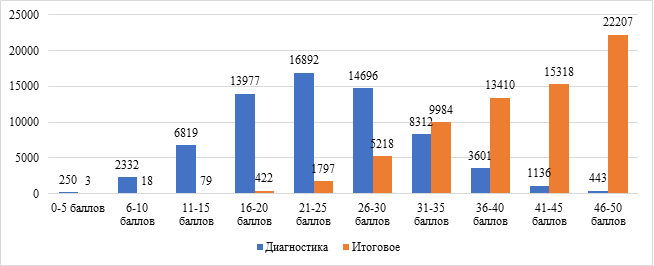 25000
22207
20000
16892
15318
13977
14696
13410
15000
9984
10000
8312
6819
5218
5000
3601
2332
1797
1136
250 3
18
79
422
443
0
0-5 баллов
6-10 баллов
11-15 баллов
16-20 баллов
21-25 баллов
26-30 баллов
31-35 баллов
36-40 баллов
41-45 баллов
46-50 баллов
Диагностика
Итоговое